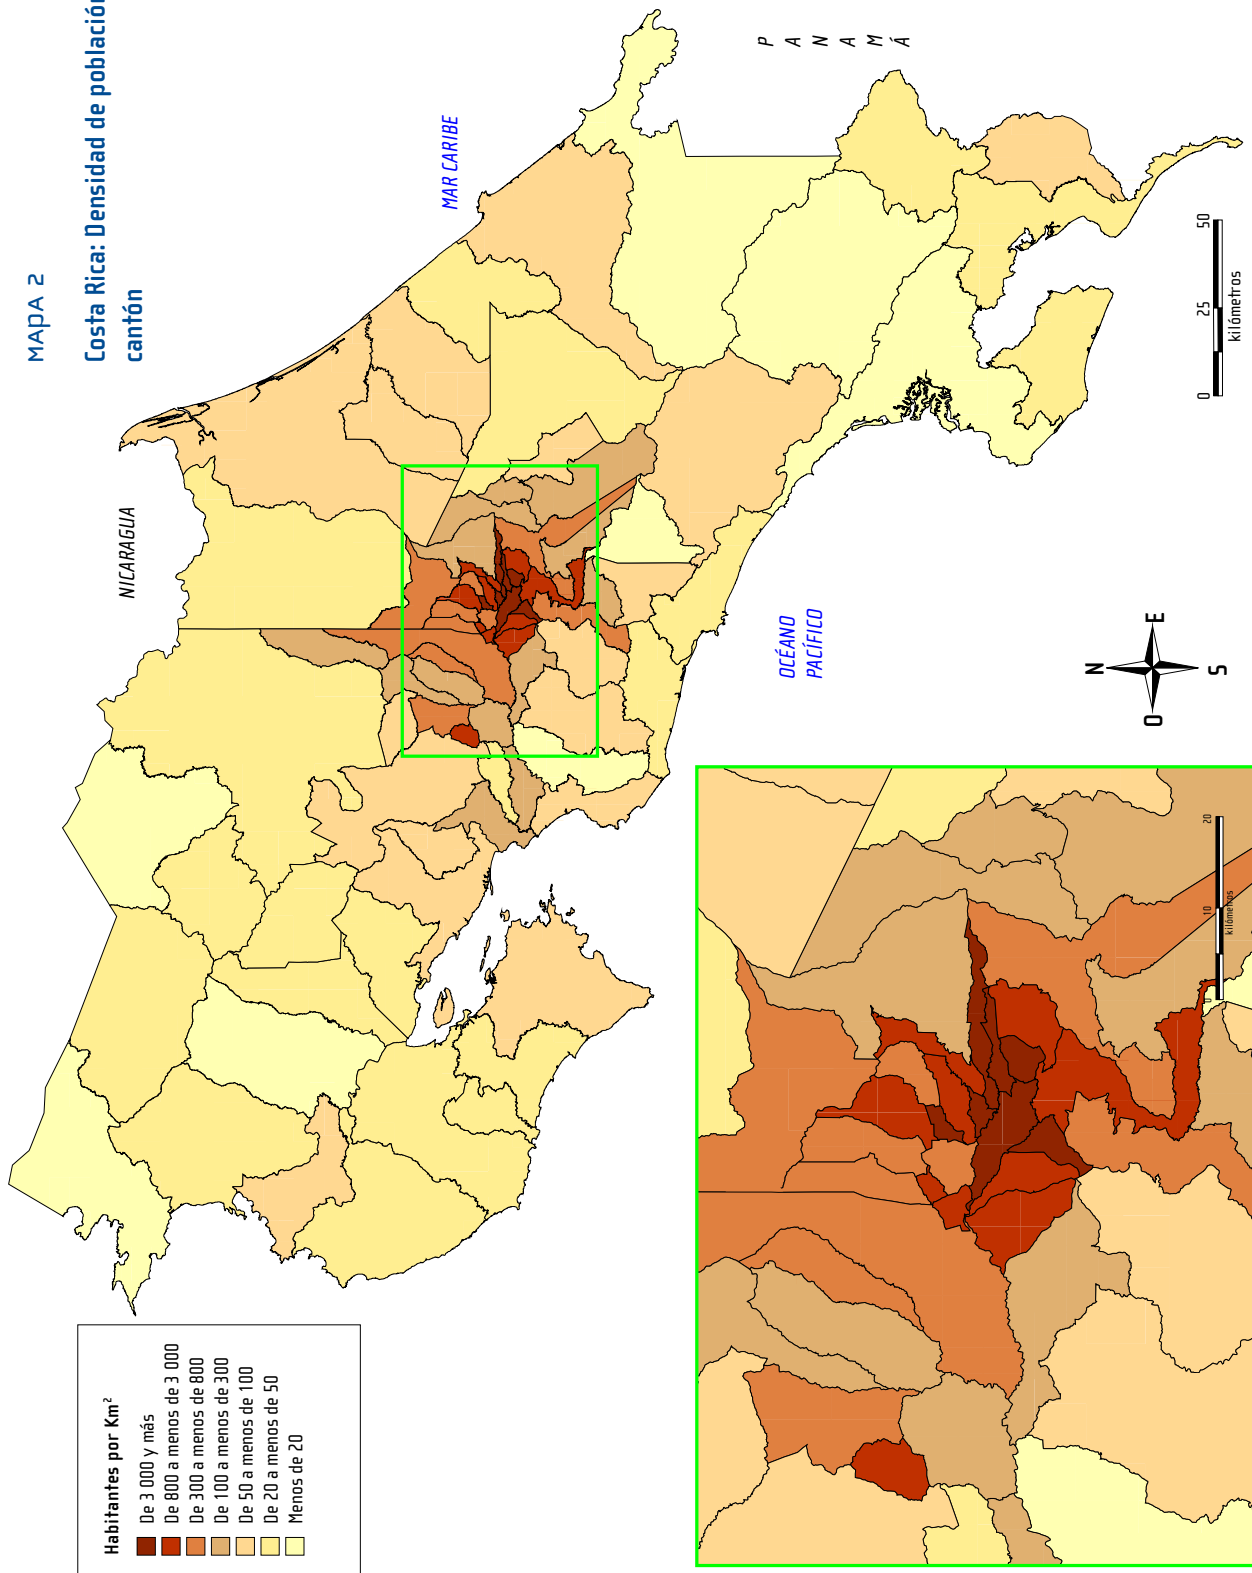 MAPA 2
Costa Rica: Densidad de población
cantón
NICARAGUA
MAR CARIBE
PANAMÁ
OCÉANO
PACÍFICO
0 25 50
kilómetros
N
O E
S
Habitantes por Km²
De 3 000 y más
De 800 a menos de 3 000
De 300 a menos de 800
De 100 a menos de 300
De 50 a menos de 100
De 20 a menos de 50
Menos de 20
0 10 20
kilómetros